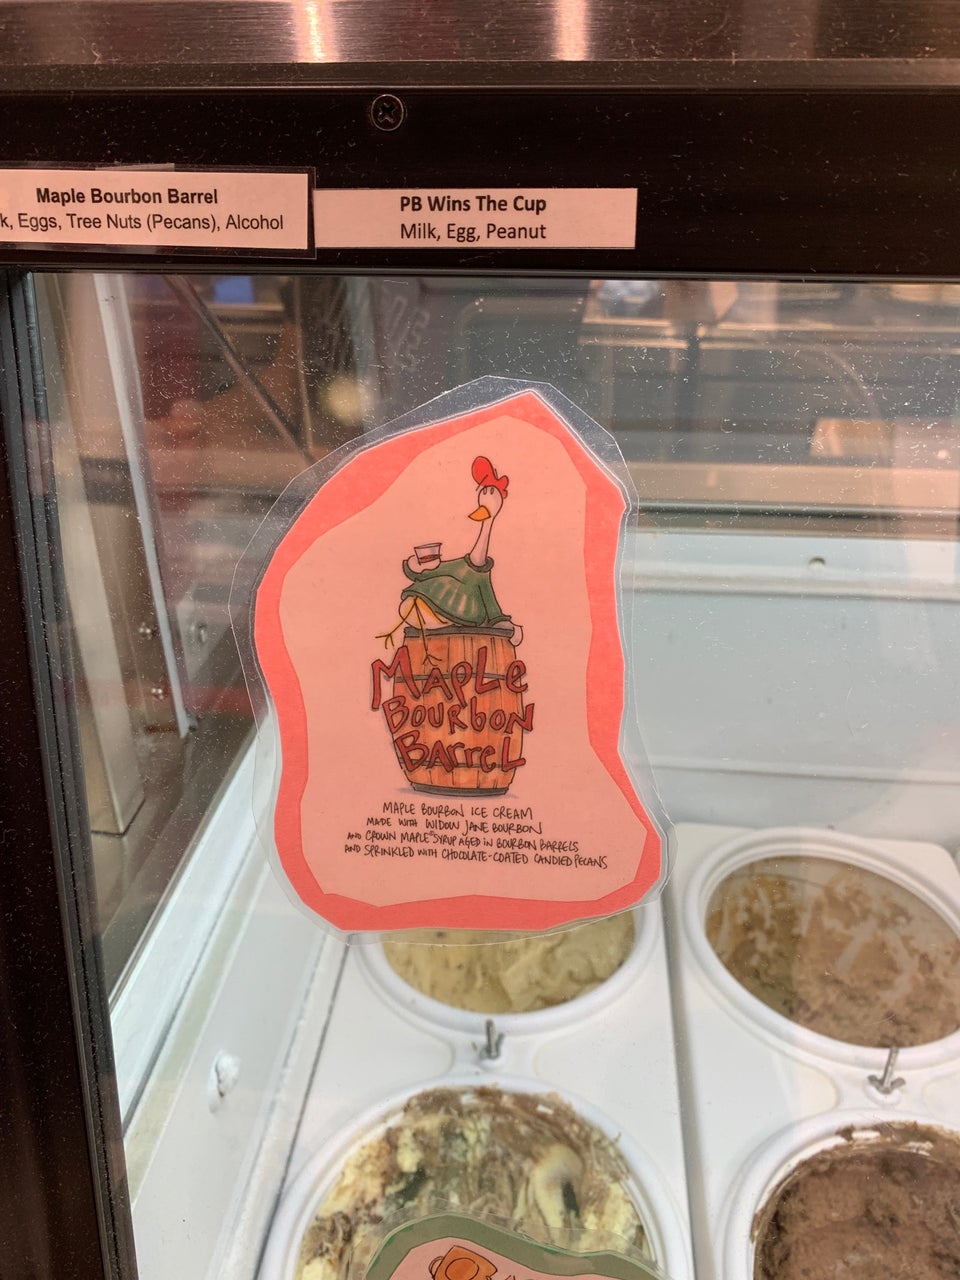 Maple Bourbon Barrel
k, Eggs, Tree Nuts (Pecans), Alcohol
PB Wins The Cup
Milk, Egg, Peanut
Maple
Bourbon
Barrel
MAPLE BOURBON ICE CREAM
MADE WITH WIDOW JANE BOURBON
AND CROWN MAPLE® SYRUP AGED IN BOURBON BARRELS
AND SPRINKLED WITH CHOCOLATE-COATED CANDIED PECANS